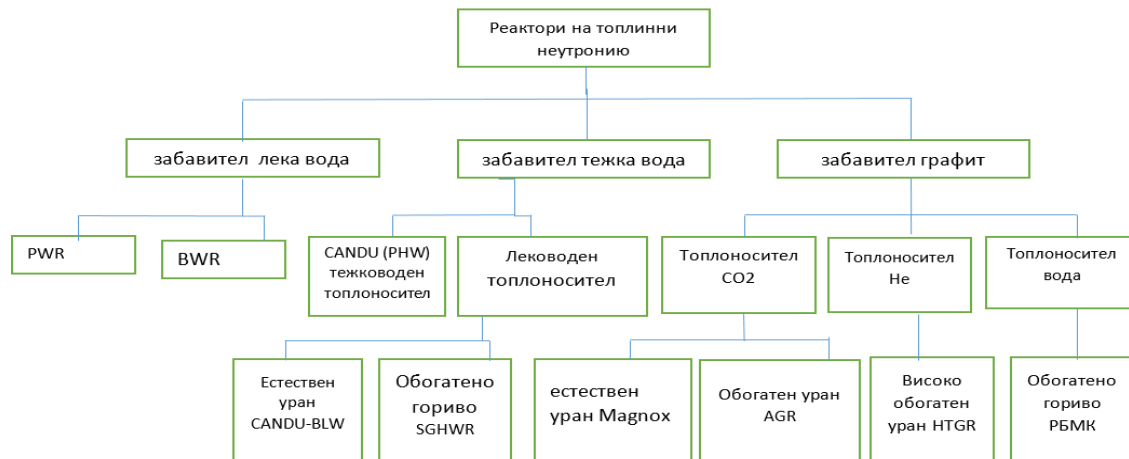 Реактори на топлинни
неутронию
забавител лека вода
забавител тежка вода
забавител графит
PWR
BWR
CANDU (PHW)
тежководен
топлоносител
Леководен
топлоносител
Топлоносител
CO2
Топлоносител
He
Топлоносител
вода
Естествен
уран
CANDU-BLW
Обогатено
гориво
SGHWR
естествен
уран Magnox
Обогатен уран
AGR
Високо
обогатен
уран HTGR
Обогатено
гориво
РБМК